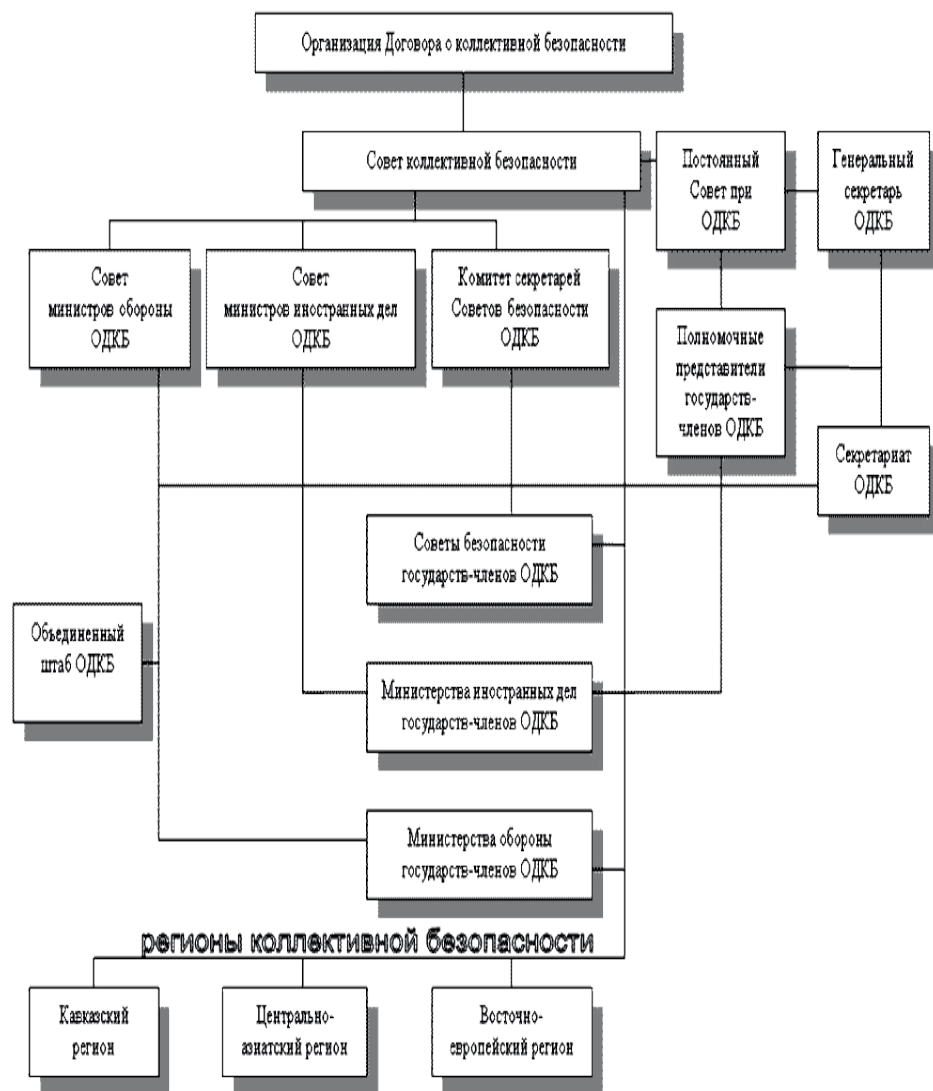 Организация Договора о коллективной безопасности
Совет коллективной безопасности
Постоянный
Совет при
ОДКБ
Генеральный
секретарь
ОДКБ
Совет
министров обороны
ОДКБ
Совет
министров иностранных дел
ОДКБ
Комитет секретарей
Советов безопасности
ОДКБ
Полномочные
представители
государств-
членов ОДКБ
Секретариат
ОДКБ
Советы безопасности
государств-членов ОДКБ
Объединенный
штаб ОДКБ
Министерства иностранных дел
государств-членов ОДКБ
Министерства обороны
государств-членов ОДКБ
регионы коллективной безопасности
Кавказский
регион
Центрально-
азиатский регион
Восточно-
европейский регион